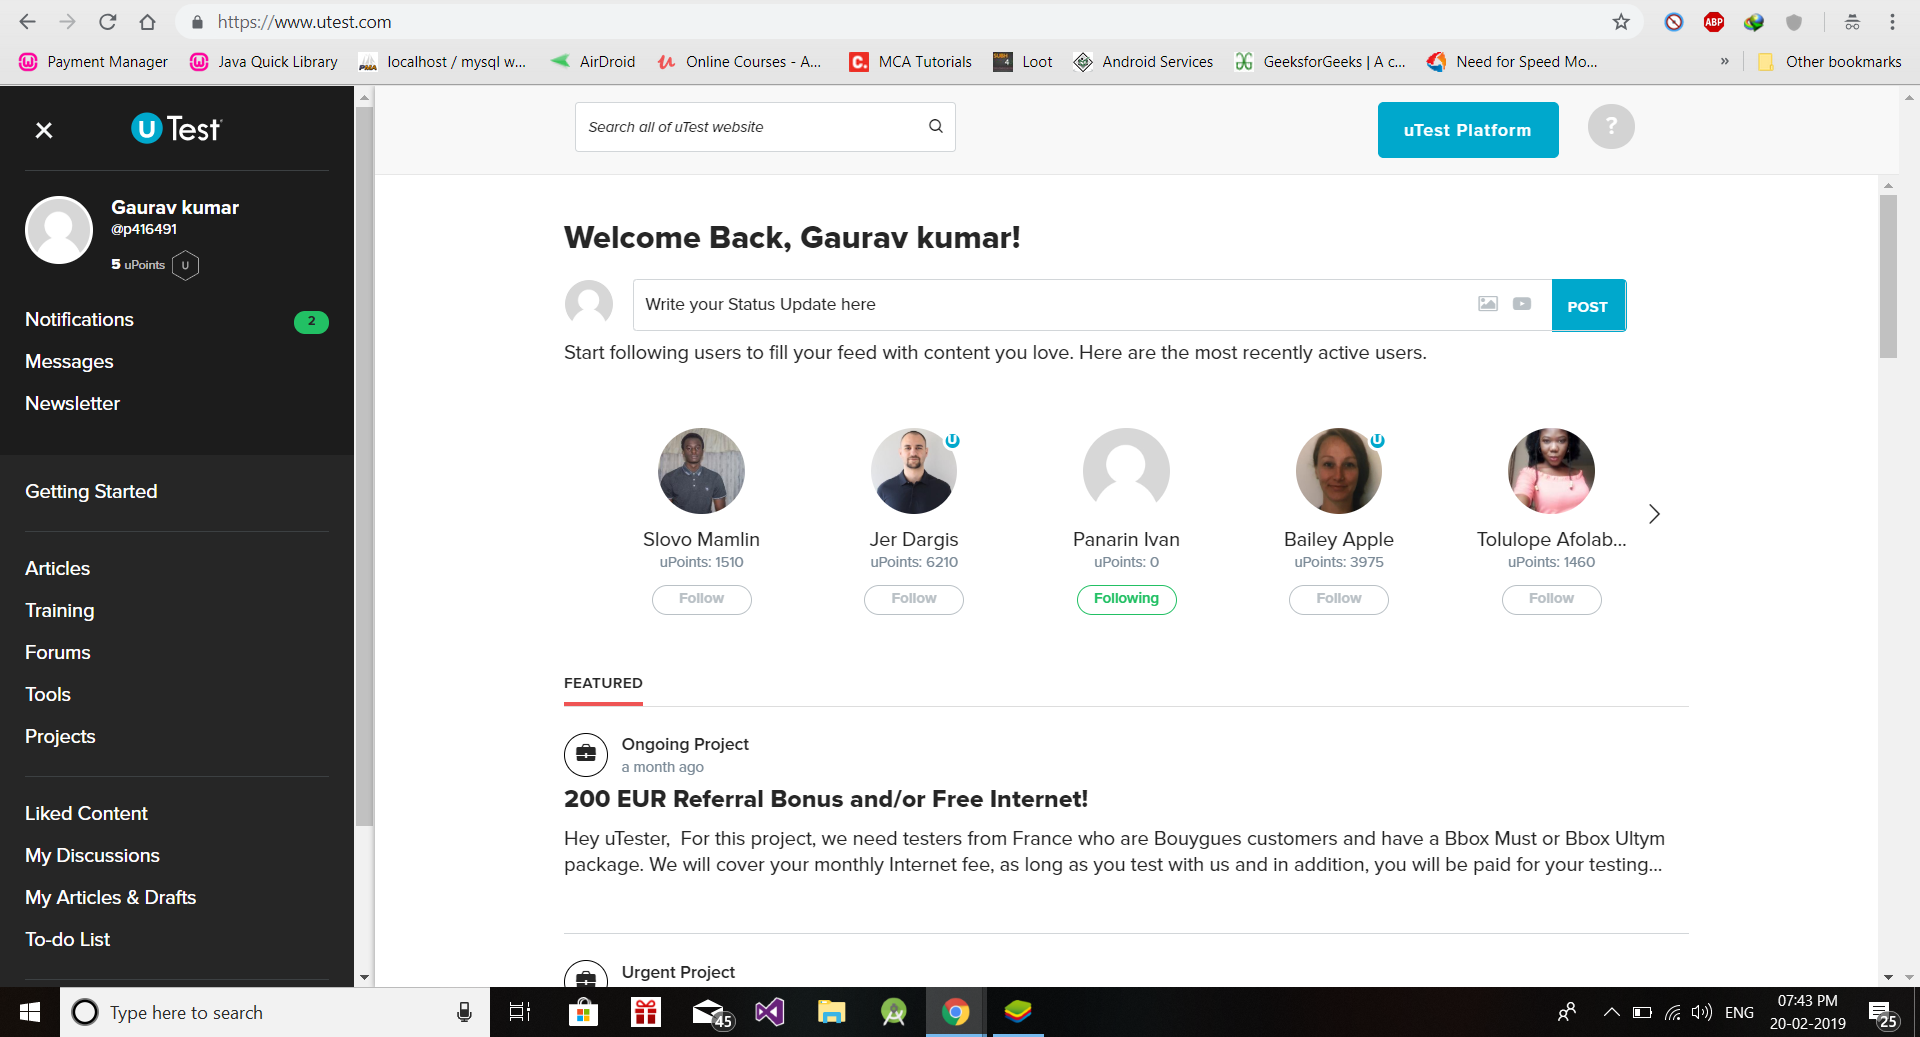 https://www.utest.com
ABP
Payment Manager
Java Quick Library
localhost / mysql w...
AirDroid
Online Courses - A...
MCA Tutorials
Loot
Android Services
GeeksforGeeks | A c...
Need for Speed Mo...
»
Other bookmarks
U Test
Search all of uTest website
uTest Platform
?
Gaurav kumar
@p416491
5 uPoints U
Notifications 2
Messages
Newsletter
Getting Started
Articles
Training
Forums
Tools
Projects
Liked Content
My Discussions
My Articles & Drafts
To-do List
Welcome Back, Gaurav kumar!
Write your Status Update here
POST
Start following users to fill your feed with content you love. Here are the most recently active users.
Slovo Mamlin
uPoints: 1510
Follow
Jer Dargis
uPoints: 6210
Follow
Panarin Ivan
uPoints: 0
Following
Bailey Apple
uPoints: 3975
Follow
Tolulope Afolab...
uPoints: 1460
Follow
FEATURED
Ongoing Project
a month ago
200 EUR Referral Bonus and/or Free Internet!
Hey uTester,  For this project, we need testers from France who are Bouygues customers and have a Bbox Must or Bbox Ultym
package. We will cover your monthly Internet fee, as long as you test with us and in addition, you will be paid for your testing...
Urgent Project
Type here to search
45
ENG
07:43 PM
20-02-2019
25